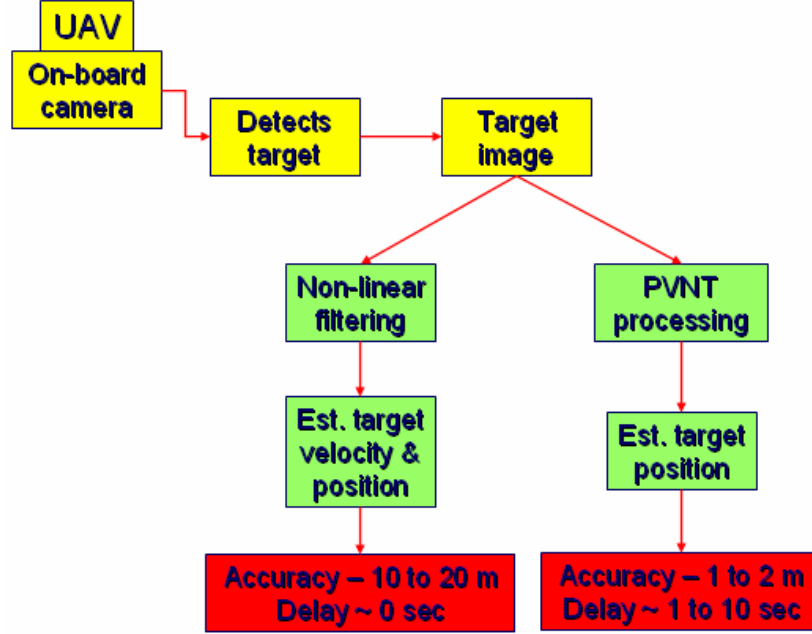 UAV
On-board
camera
Detects
target
Target
image
Non-linear
filtering
PVNT
processing
Est. target
velocity &
position
Est. target
position
Accuracy – 10 to 20 m
Delay ~ 0 sec
Accuracy – 1 to 2 m
Delay ~ 1 to 10 sec